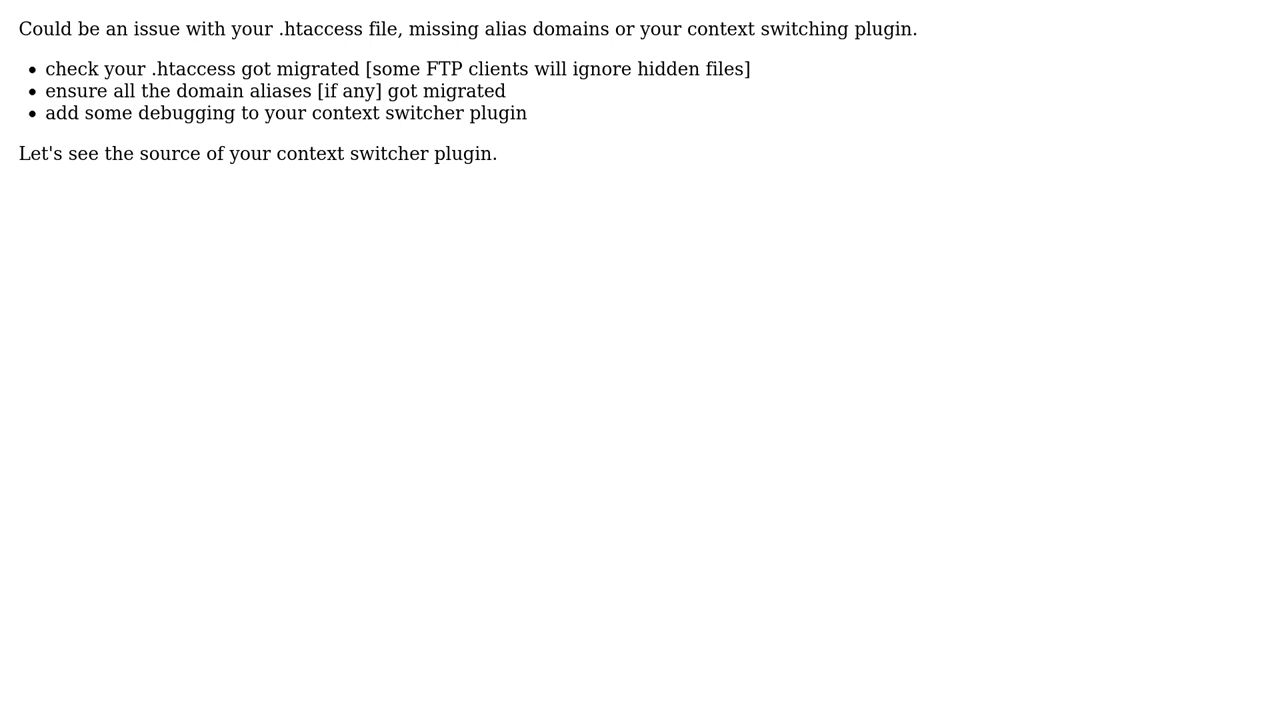 Could be an issue with your .htaccess file, missing alias domains or your context switching plugin.
• check your .htaccess got migrated [some FTP clients will ignore hidden files]
• ensure all the domain aliases [if any] got migrated
• add some debugging to your context switcher plugin
Let's see the source of your context switcher plugin.